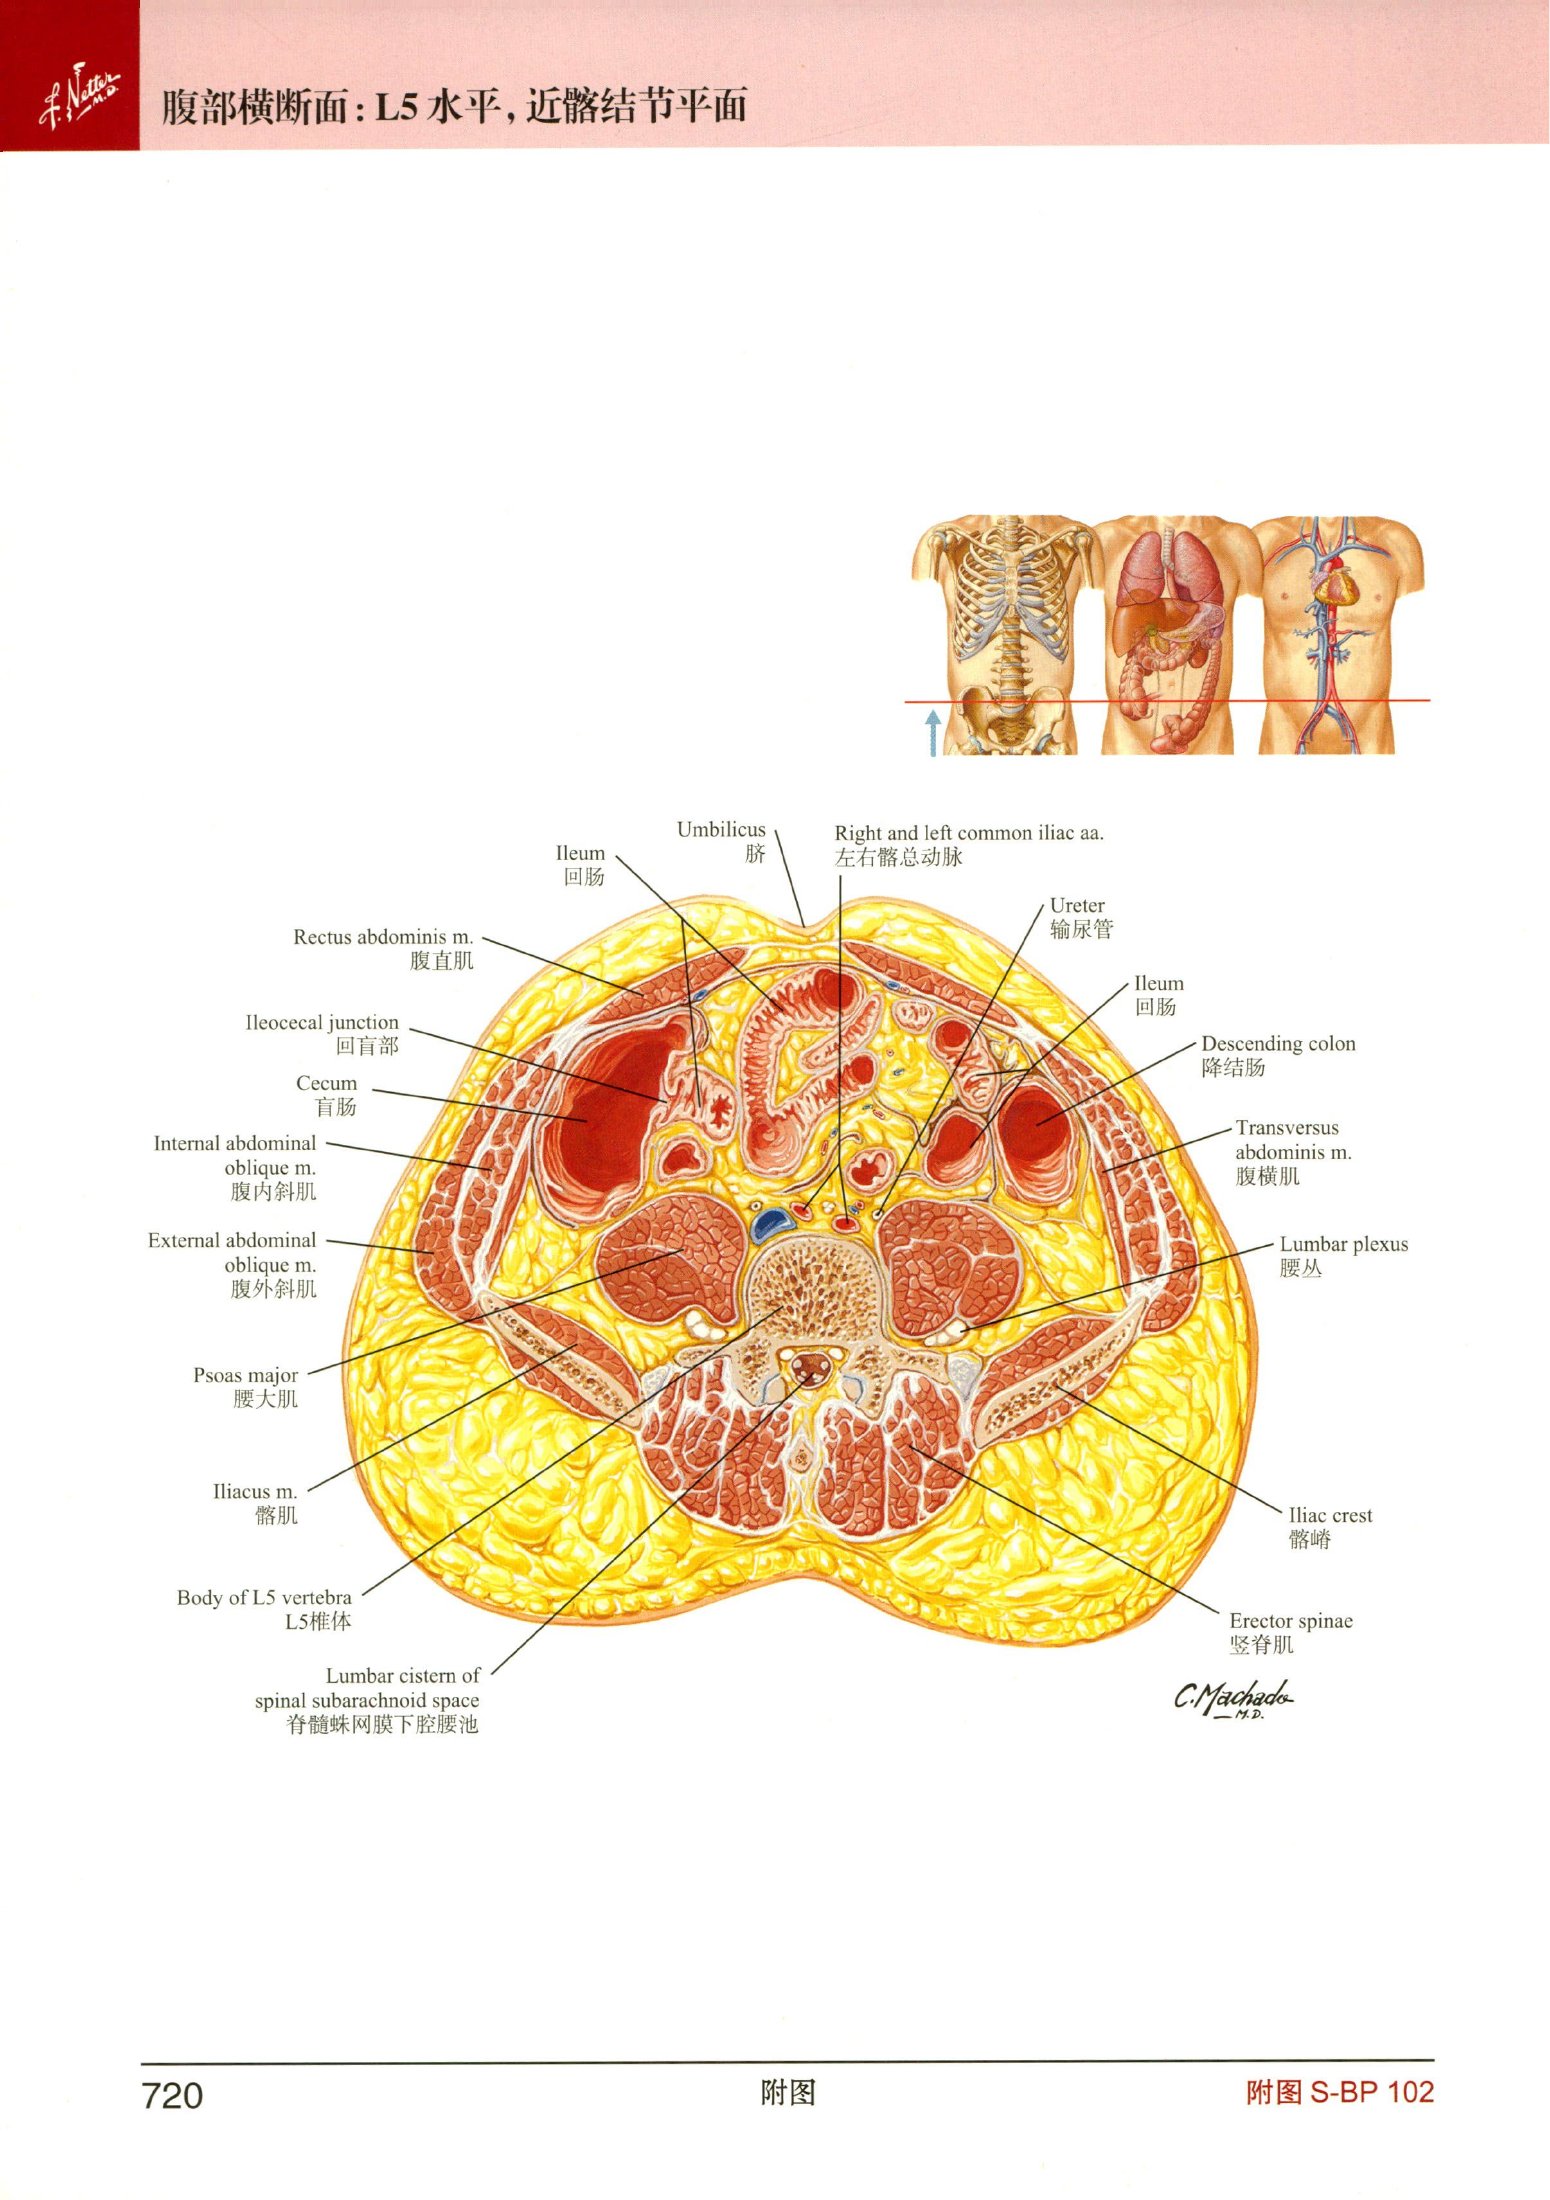 F. Netter
M.D.
腹部横断面：L5 水平，近髂结节平面
Umbilicus
脐
Right and left common iliac aa.
左右髂总动脉
Ileum
回肠
Ureter
输尿管
Rectus abdominis m.
腹直肌
Ileum
回肠
Ileocecal junction
回盲部
Descending colon
降结肠
Cecum
盲肠
Internal abdominal
oblique m.
腹内斜肌
Transversus
abdominis m.
腹横肌
External abdominal
oblique m.
腹外斜肌
Lumbar plexus
腰丛
Psoas major
腰大肌
Iliacus m.
髂肌
Iliac crest
髂嵴
Body of L5 vertebra
L5椎体
Erector spinae
竖脊肌
Lumbar cistern of
spinal subarachnoid space
脊髓蛛网膜下腔腰池
C. Machado
M.D.
720
附图
附图 S-BP 102